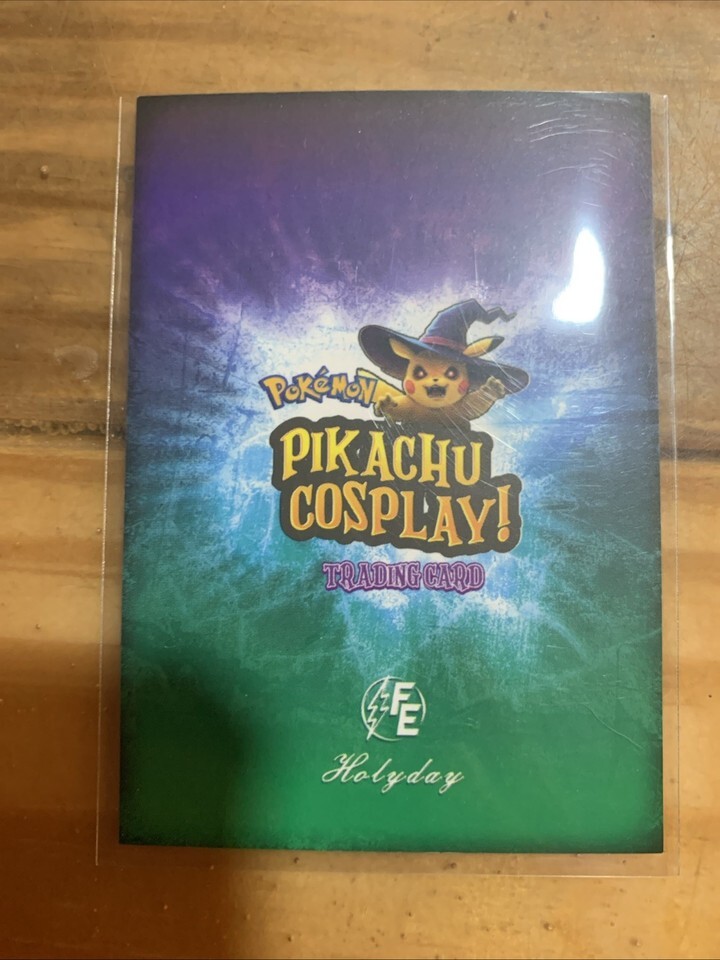 POKÉMON
PIKACHU
COSPLAY!
TRADING CARD
FE
Holyday